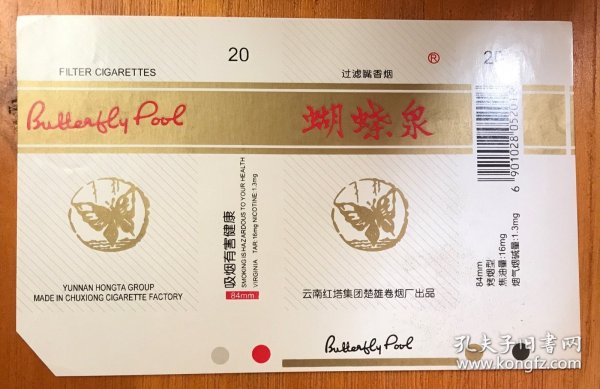 20
FILTER CIGARETTES
Butterfly Pool
YUNNAN HONGTA GROUP
MADE IN CHUXIONG CIGARETTE FACTORY
吸烟有害健康
SMOKING IS HAZARDOUS TO YOUR HEALTH
VIRGINIA TAR:16mg NICOTINE:1.3mg
84mm
过滤嘴香烟
®
蝴蝶泉
云南红塔集团楚雄卷烟厂出品
Butterfly Pool
20
84mm
烤烟型
焦油量:16mg
烟气烟碱量:1.3mg
孔夫子旧书网
www.kongfz.com